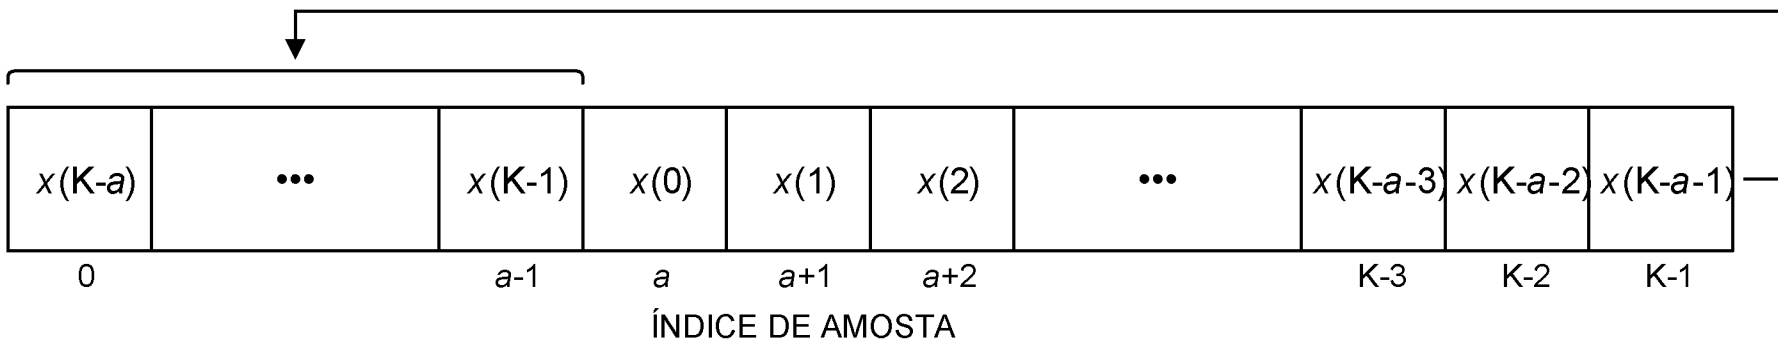 x(K-a) ••• x(K-1) x(0) x(1) x(2) ••• x(K-a-3) x(K-a-2) x(K-a-1)
0 a-1 a a+1 a+2 K-3 K-2 K-1
ÍNDICE DE AMOSTA